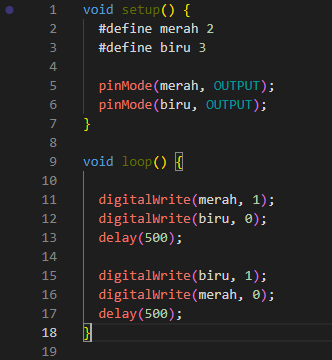 1 void setup() {
2 #define merah 2
3 #define biru 3
4
5 pinMode(merah, OUTPUT);
6 pinMode(biru, OUTPUT);
7 }
8
9 void loop() {
10
11 digitalWrite(merah, 1);
12 digitalWrite(biru, 0);
13 delay(500);
14
15 digitalWrite(biru, 1);
16 digitalWrite(merah, 0);
17 delay(500);
18 }
19